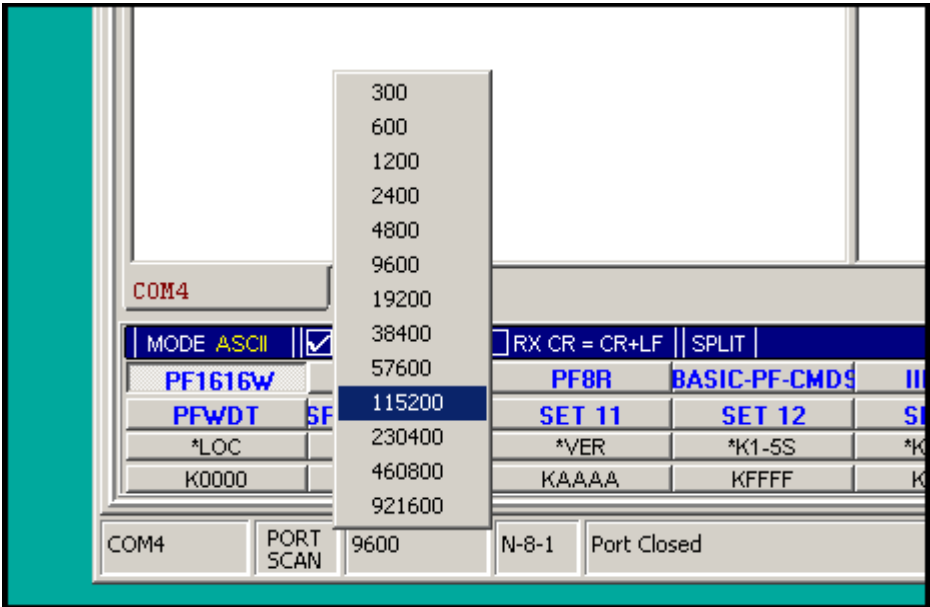 300
600
1200
2400
4800
9600
19200
38400
57600
115200
230400
460800
921600
COM4
MODE ASCII RX CR = CR+LF SPLIT
PF1616W PF8R BASIC-PF-CMDS
PFWDT SET 11 SET 12
*LOC *VER *K1-5S
K0000 KAAAA KFFFF
COM4 PORT SCAN 9600 N-8-1 Port Closed